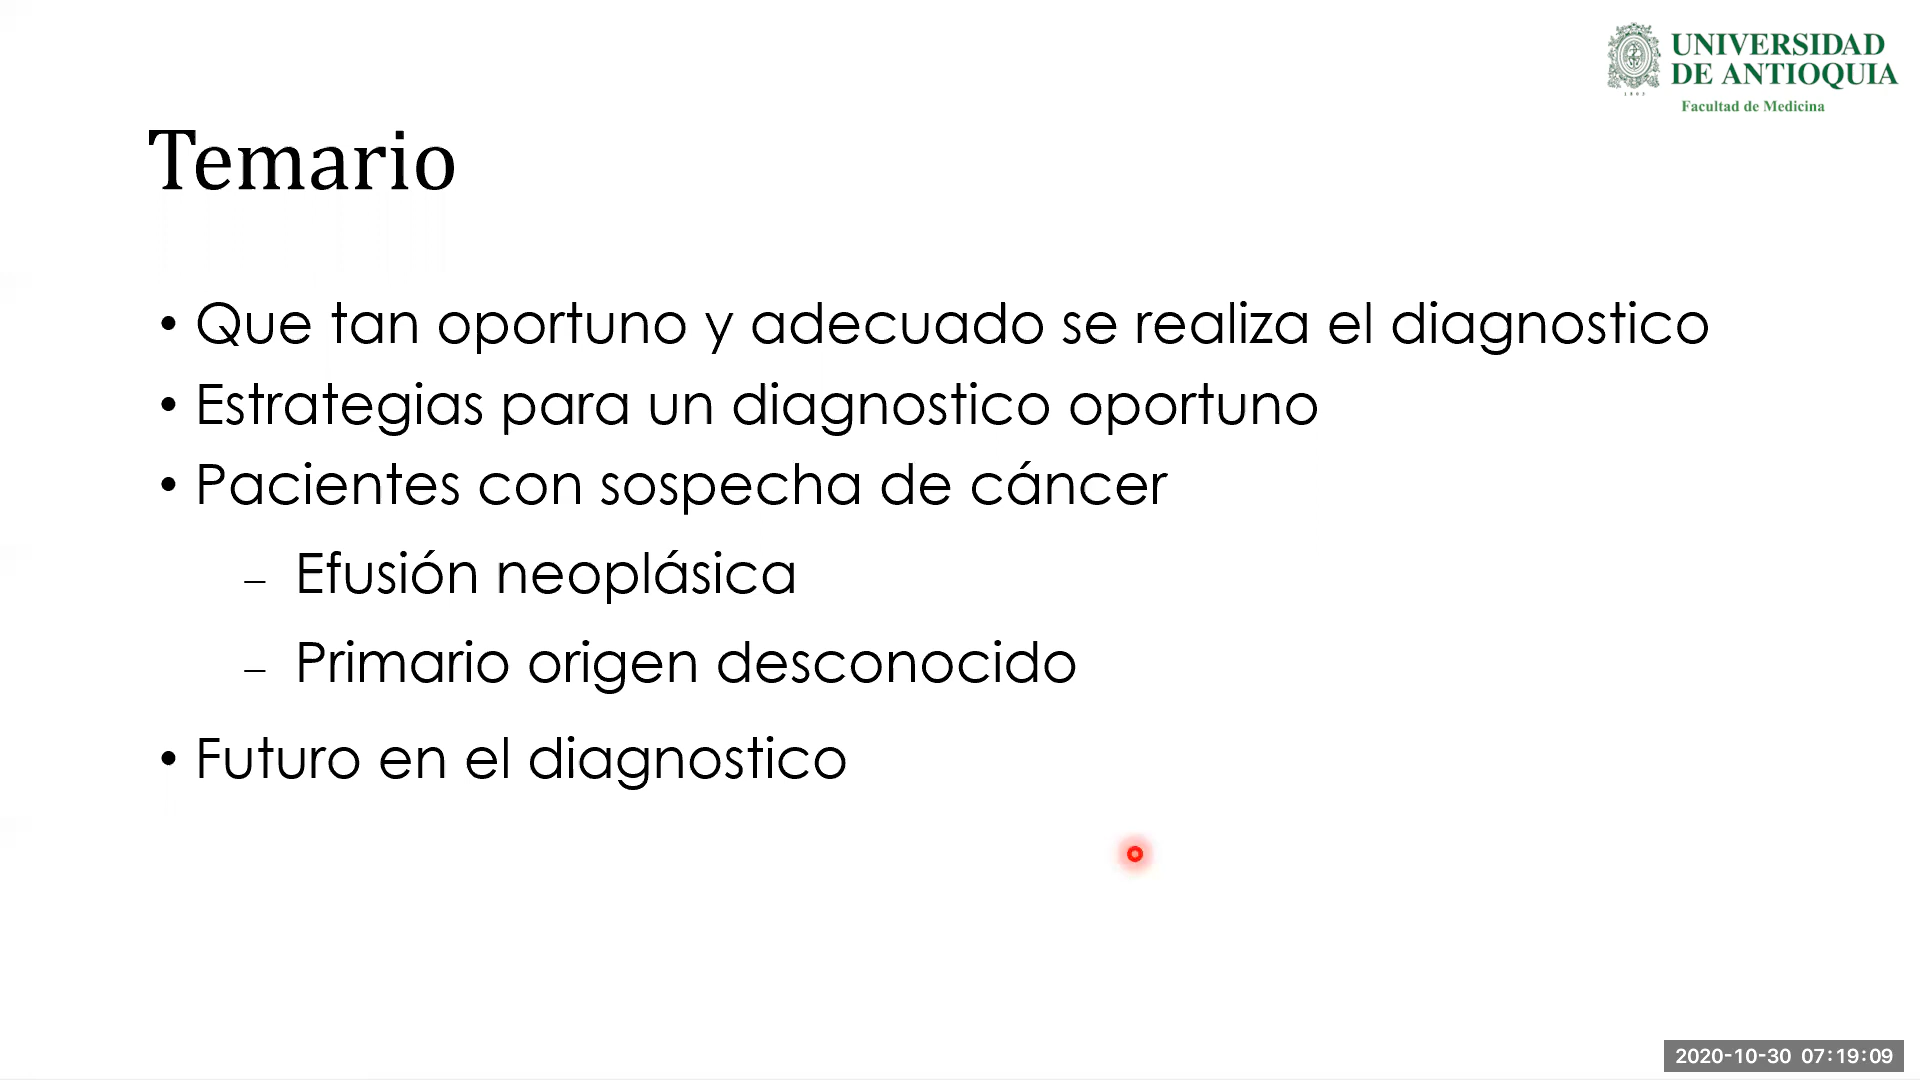 UNIVERSIDAD
DE ANTIOQUIA
1803
Facultad de Medicina
Temario
• Que tan oportuno y adecuado se realiza el diagnostico
• Estrategias para un diagnostico oportuno
• Pacientes con sospecha de cáncer
– Efusión neoplásica
– Primario origen desconocido
• Futuro en el diagnostico
2020-10-30 07:19:09